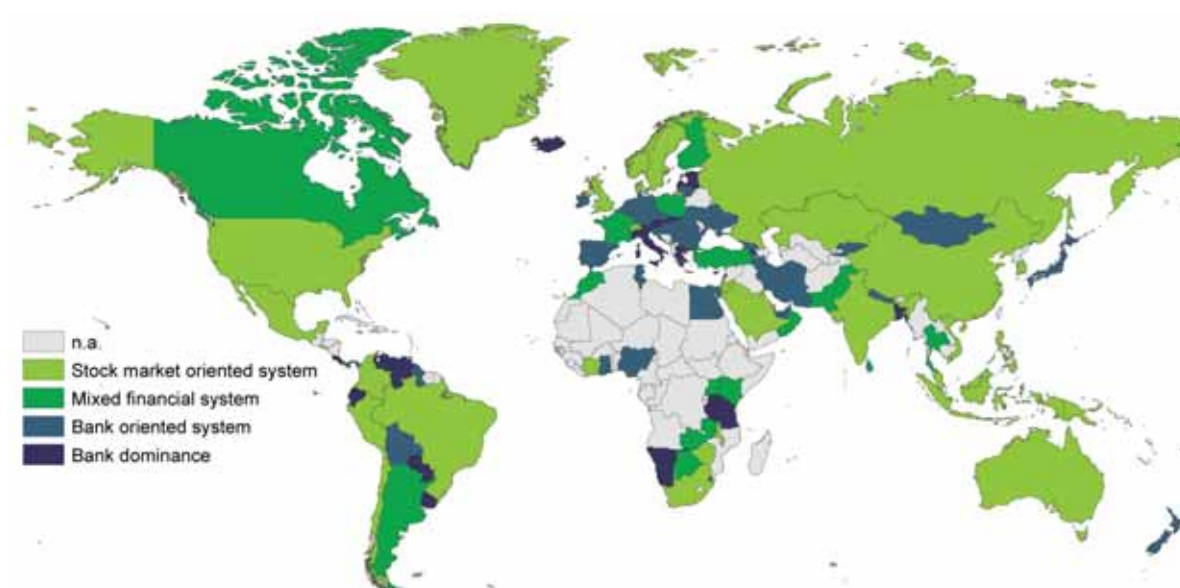 n.a.
Stock market oriented system
Mixed financial system
Bank oriented system
Bank dominance